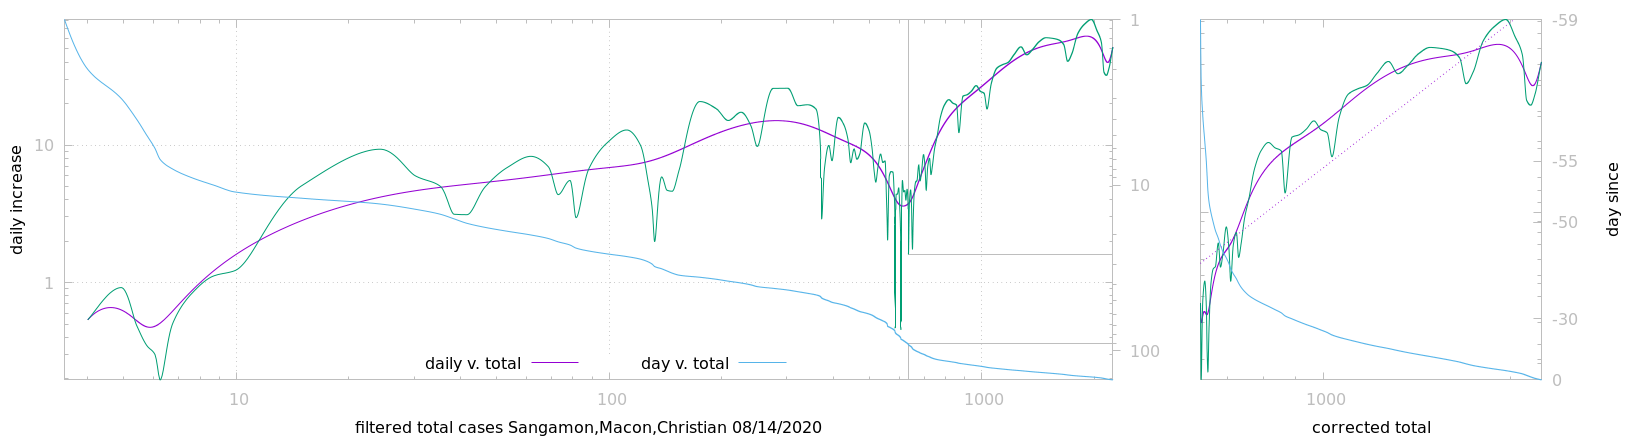 1
-59
10
daily increase
-55
10
-50
day since
1
-30
daily v. total
day v. total
100
0
10
100
1000
1000
filtered total cases Sangamon,Macon,Christian 08/14/2020
corrected total